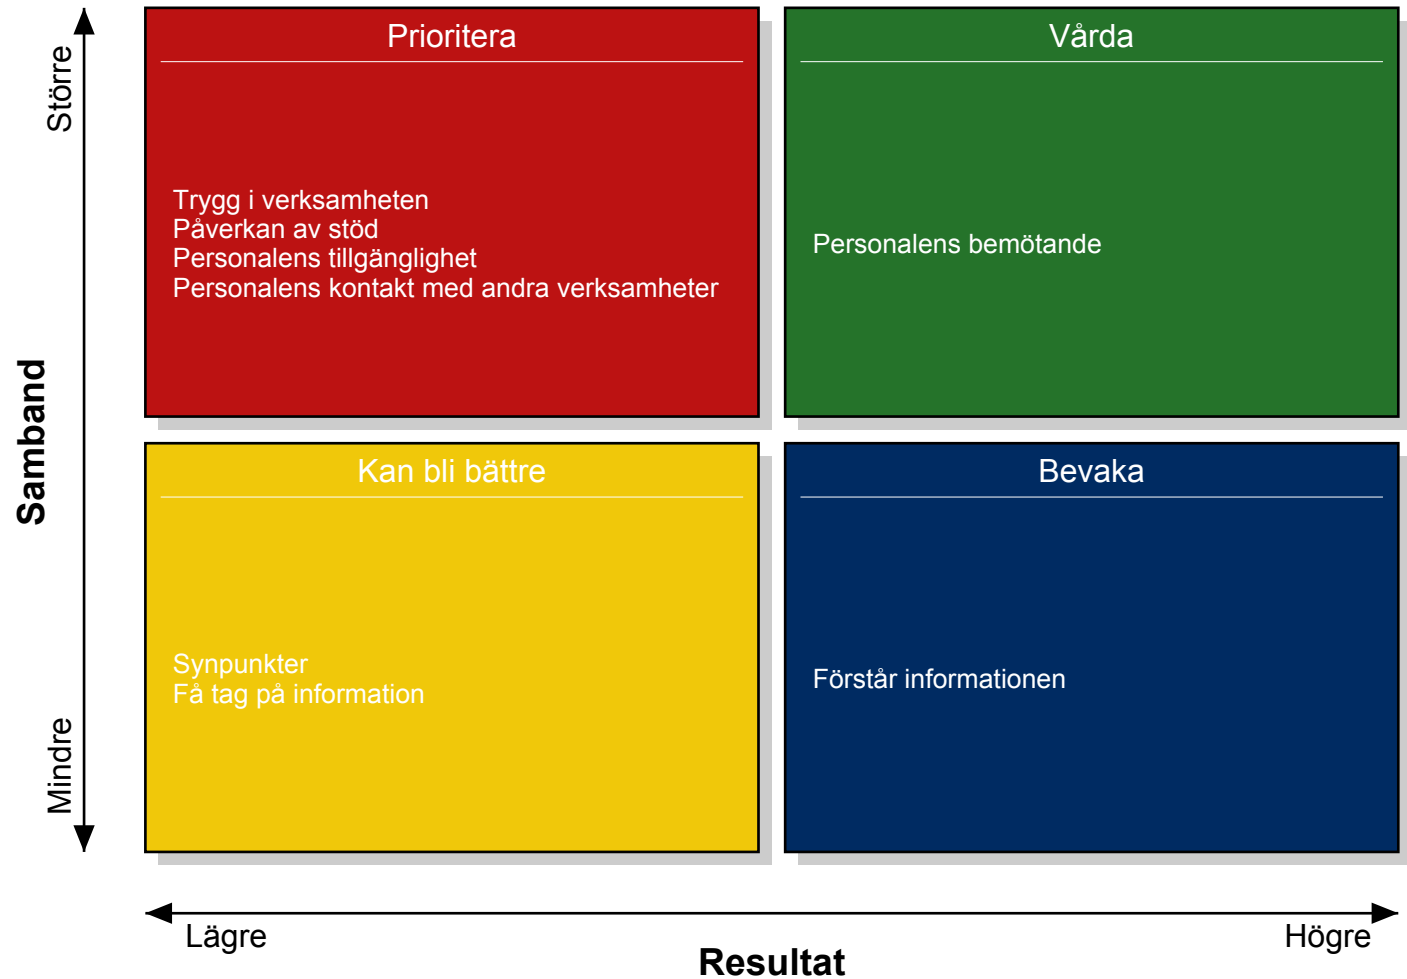 Större
Mindre
Samband
Prioritera
Trygg i verksamheten
Påverkan av stöd
Personalens tillgänglighet
Personalens kontakt med andra verksamheter
Vårda
Personalens bemötande
Kan bli bättre
Synpunkter
Få tag på information
Bevaka
Förstår informationen
Lägre
Högre
Resultat